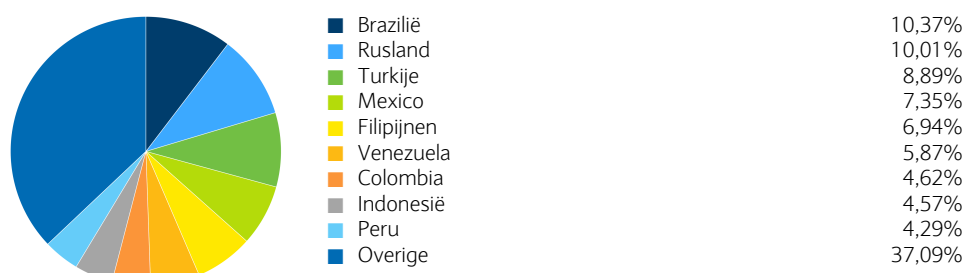 Brazilië 10,37%
Rusland 10,01%
Turkije 8,89%
Mexico 7,35%
Filipijnen 6,94%
Venezuela 5,87%
Colombia 4,62%
Indonesië 4,57%
Peru 4,29%
Overige 37,09%